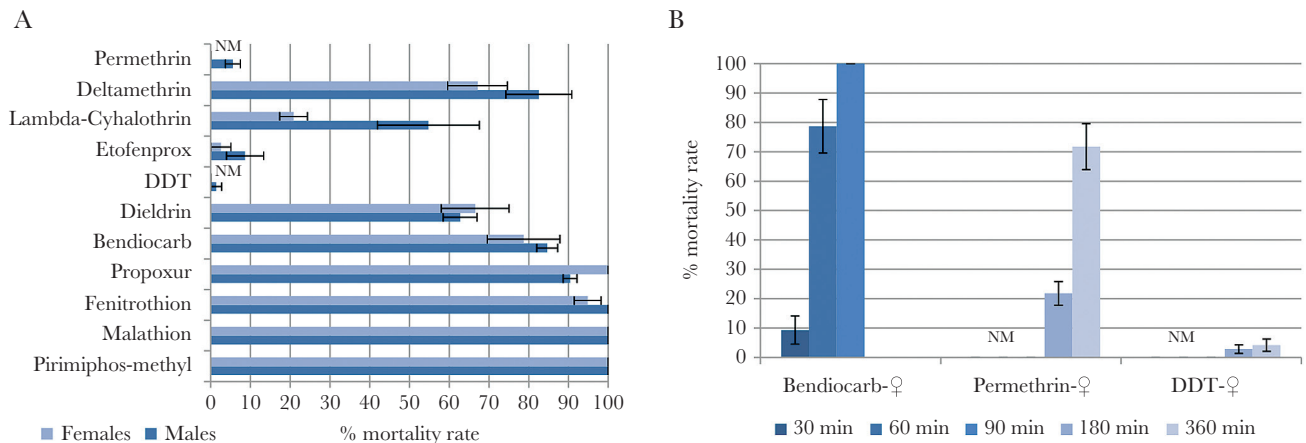 A
Permethrin
NM
Deltamethrin
Lambda-Cyhalothrin
Etofenprox
DDT
NM
Dieldrin
Bendiocarb
Propoxur
Fenitrothion
Malathion
Pirimiphos-methyl
0 10 20 30 40 50 60 70 80 90 100
Females Males % mortality rate
B
% mortality rate
100
90
80
70
60
50
40
30
20
10
0
NM NM
Bendiocarb-♀ Permethrin-♀ DDT-♀
30 min 60 min 90 min 180 min 360 min